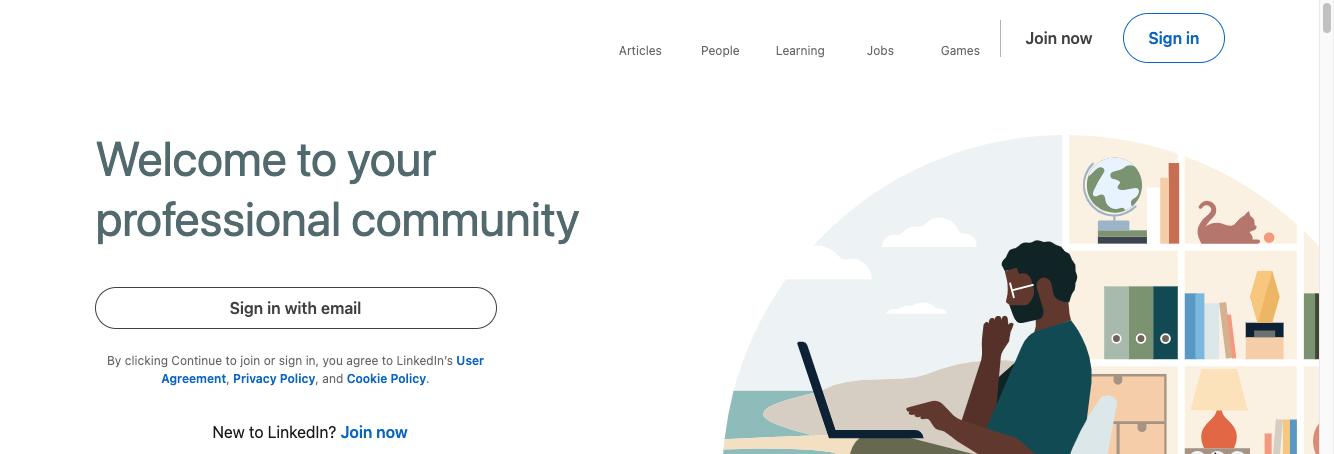 Articles
People
Learning
Jobs
Games
Join now
Sign in
Welcome to your
professional community
Sign in with email
By clicking Continue to join or sign in, you agree to LinkedIn's User
Agreement, Privacy Policy, and Cookie Policy.
New to LinkedIn? Join now